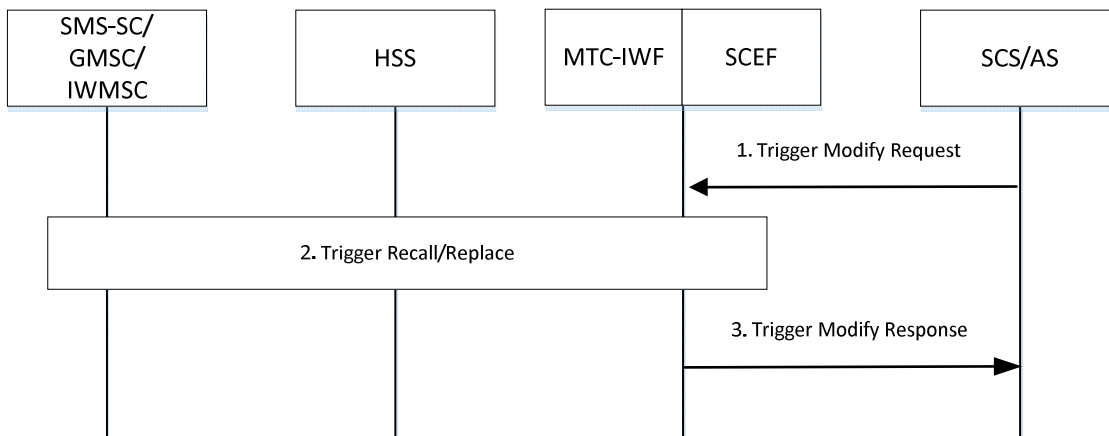 SMS-SC/
GMSC/
IWMSC
HSS
MTC-IWF
SCEF
SCS/AS
1. Trigger Modify Request
2. Trigger Recall/Replace
3. Trigger Modify Response